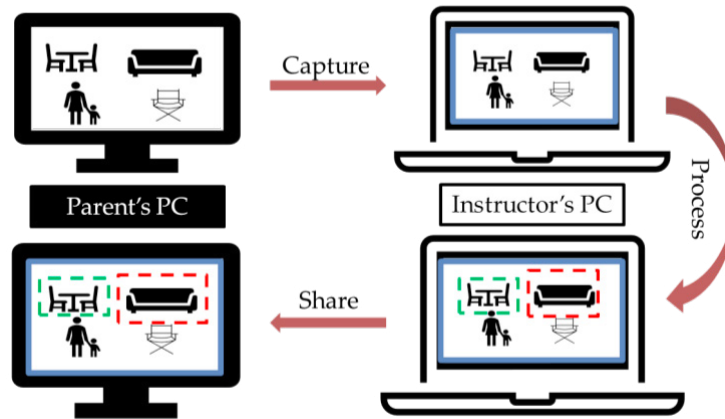 Capture
Process
Parent's PC
Instructor's PC
Share